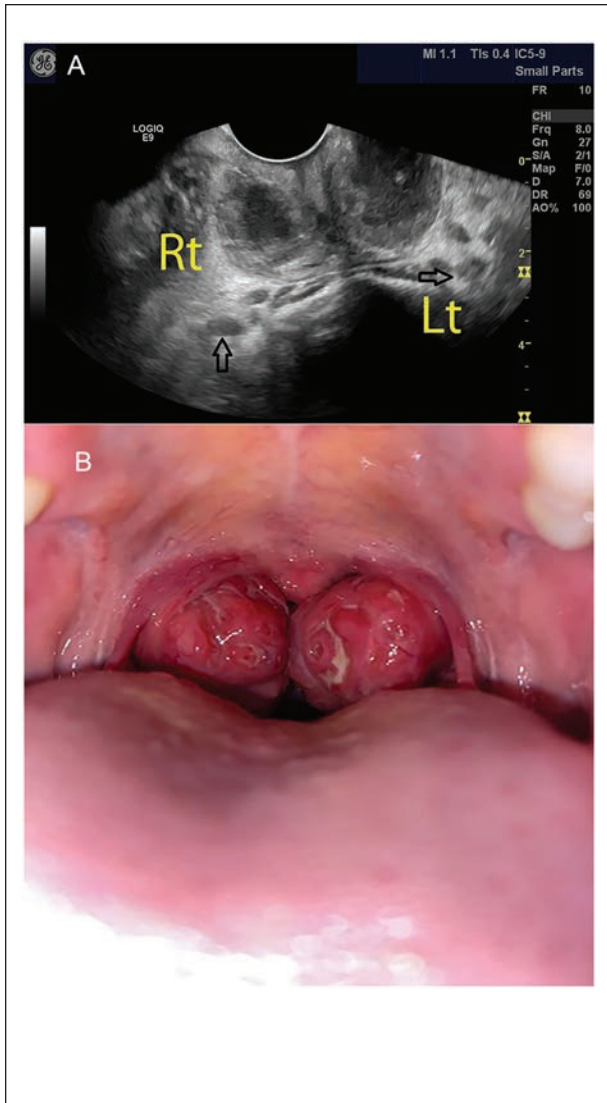 A
MI 1.1 TIs 0.4 IC5-9
Small Parts
LOGIQ
E9
FR 10
CHI
Frq 8.0
Gn 27
S/A 2/1
Map F/0
D 7.0
DR 69
AO% 100
0
2
4
Rt
Lt
B